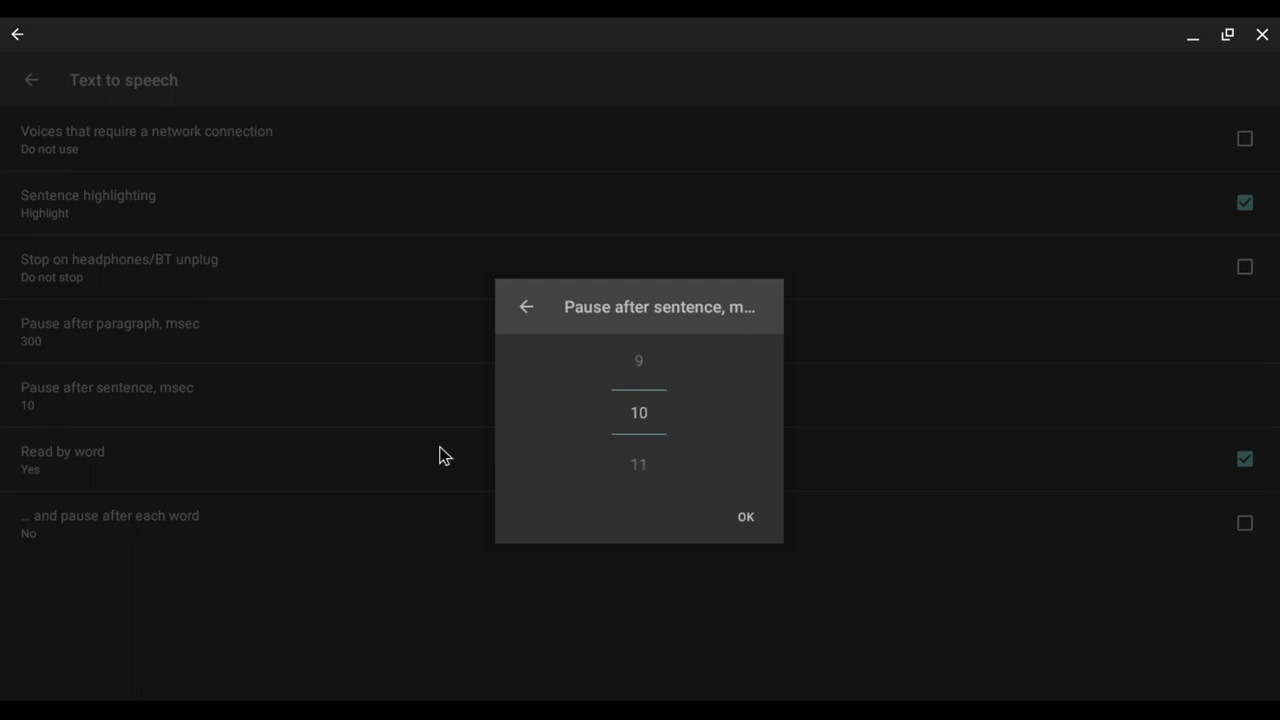 Text to speech
Voices that require a network connection
Do not use
Sentence highlighting
Highlight
Stop on headphones/BT unplug
Do not stop
Pause after paragraph, msec
300
Pause after sentence, msec
10
Read by word
Yes
... and pause after each word
No
Pause after sentence, m...
9
10
11
OK